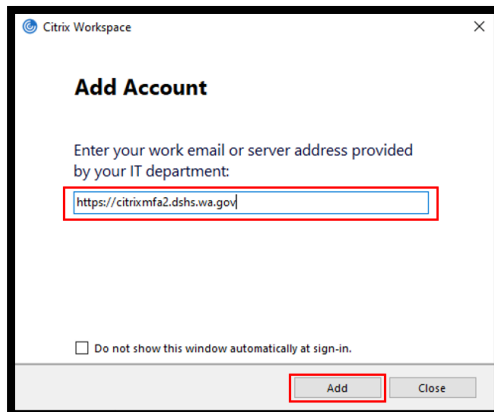 Citrix Workspace
Add Account
Enter your work email or server address provided
by your IT department:
https://citrixmfa2.dshs.wa.gov
Do not show this window automatically at sign-in.
Add
Close